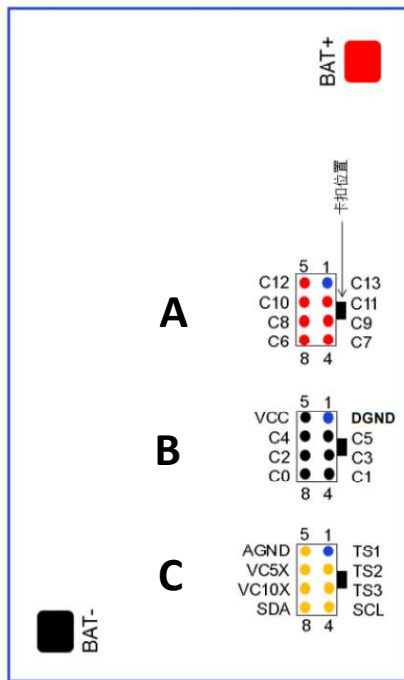 BAT+
卡扣位置
A
5 1
C12 C13
C10 C11
C8 C9
C6 C7
8 4
B
5 1
VCC DGND
C4 C5
C2 C3
C0 C1
8 4
C
5 1
AGND TS1
VC5X TS2
VC10X TS3
SDA SCL
8 4
BAT-